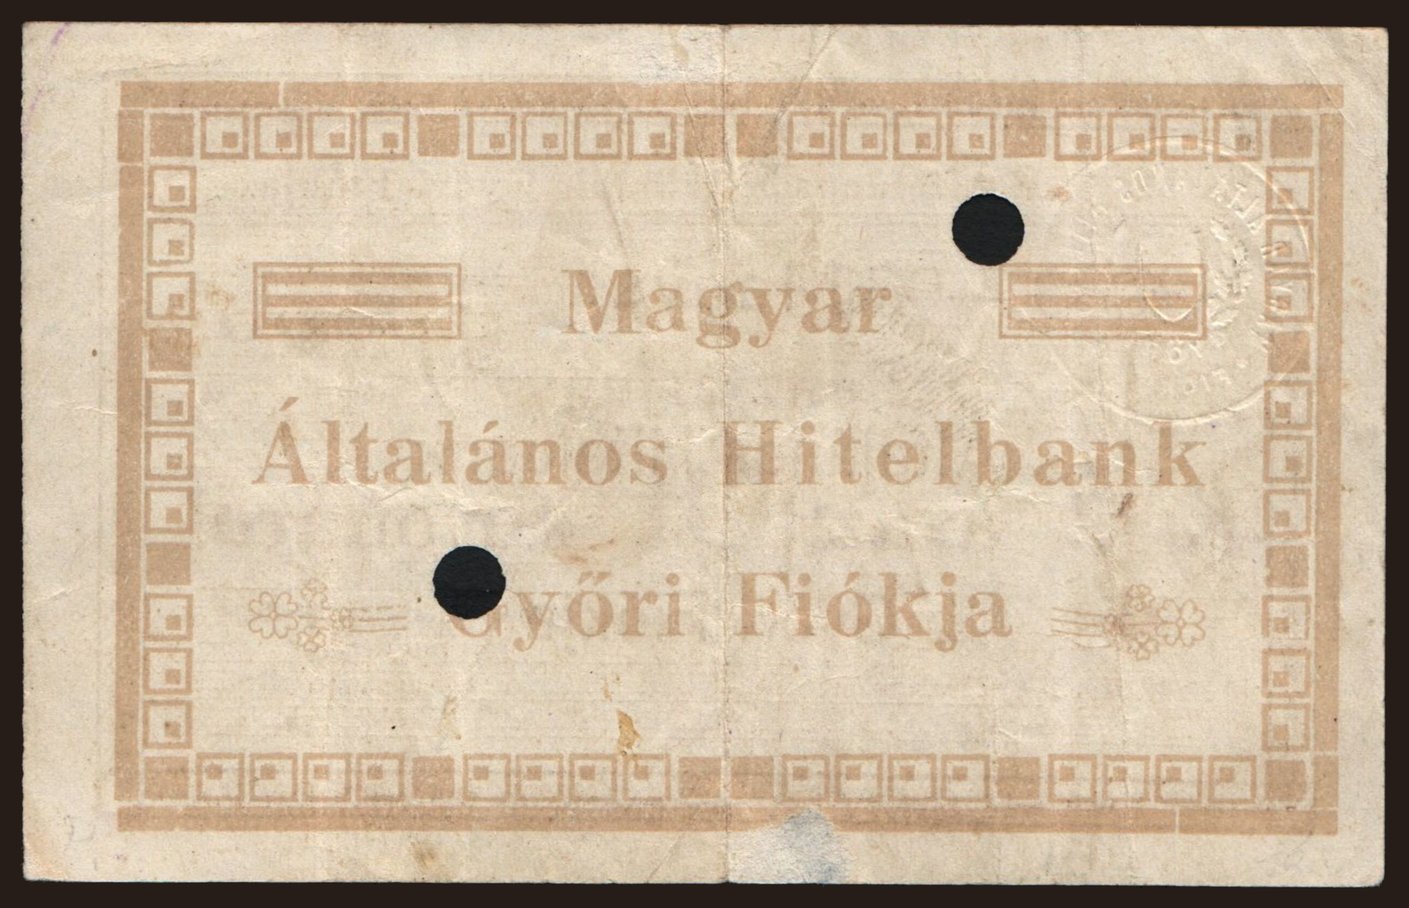 Magyar
Általános Hitelbank
Győri Fiókja